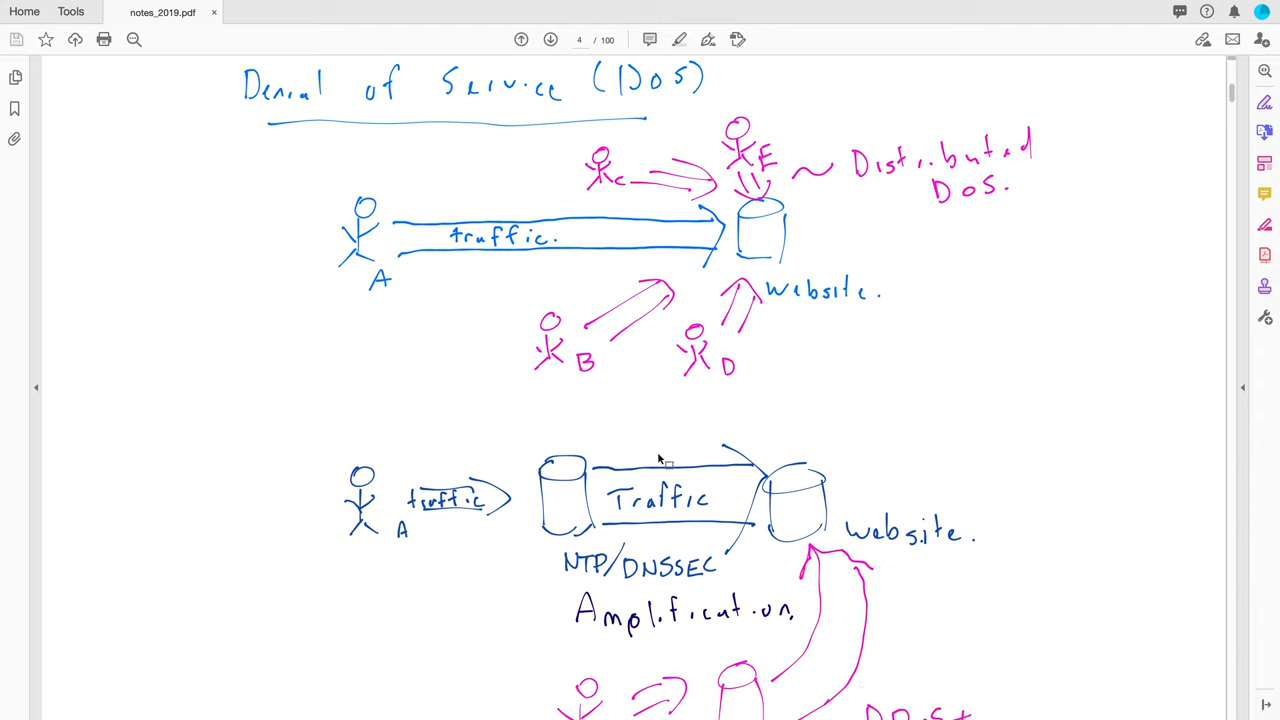 Home Tools notes_2019.pdf ×
4 / 100
Denial of Service (DoS)
E
C
~ Distributed
DoS.
traffic.
A
website.
B
D
traffic
A
Traffic
website.
NTP/DNSSEC
Amplification.